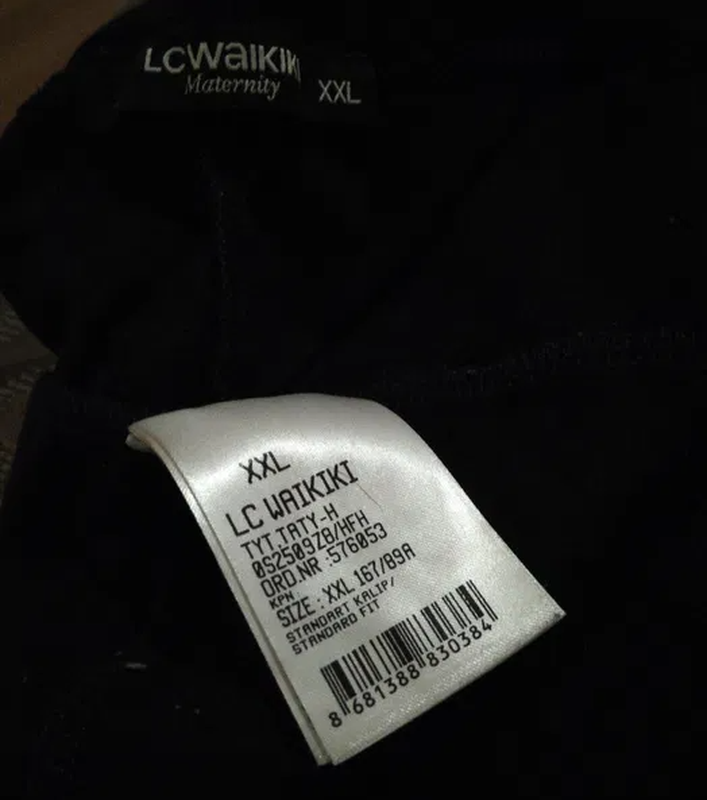 LCWAIKIKI
Maternity
XXL
XXL
LC WAIKIKI
TYT.TATY-H
0S2509Z8/HFH
ORD.NR :576053
KPN
SIZE : XXL 167/89A
STANDART KALIP/
STANDARD FIT
8 681388 830384